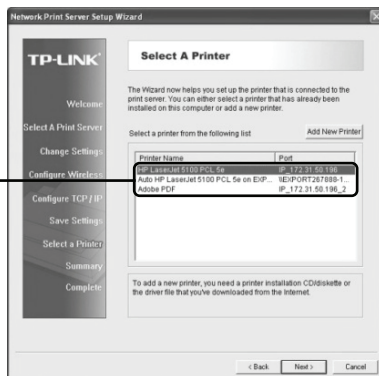 Network Print Server Setup Wizard
TP-LINK
Welcome
Select A Print Server
Change Settings
Configure Wireless
Configure TCP/IP
Save Settings
Select a Printer
Summary
Complete
Select A Printer
The Wizard now helps you set up the printer that is connected to the
print server. You can either select a printer that has already been
installed on this computer or add a new printer.
Select a printer from the following list
Add New Printer
Printer Name Port
HP LaserJet 5100 PCL 5e IP_172.31.50.196
Auto HP LaserJet 5100 PCL 5e on EXP... \\EXPORT267888-1...
Adobe PDF IP_172.31.50.196_2
To add a new printer, you need a printer installation CD/diskette or
the driver file that you've downloaded from the Internet.
< Back Next > Cancel